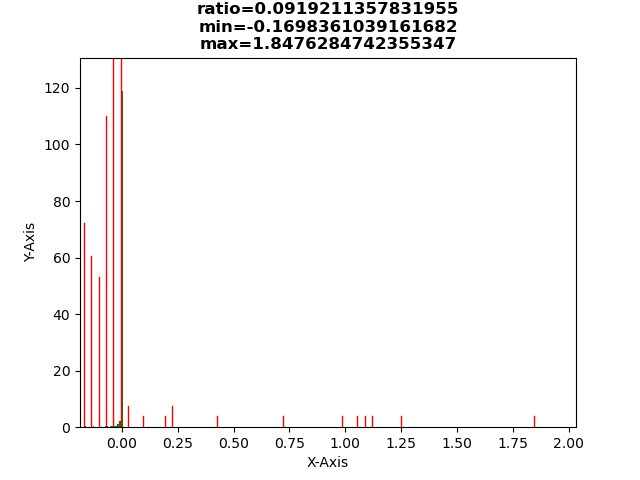 ratio=0.0919211357831955
min=-0.1698361039161682
max=1.8476284742355347
120
100
80
60
40
20
0
Y-Axis
0.00 0.25 0.50 0.75 1.00 1.25 1.50 1.75 2.00
X-Axis